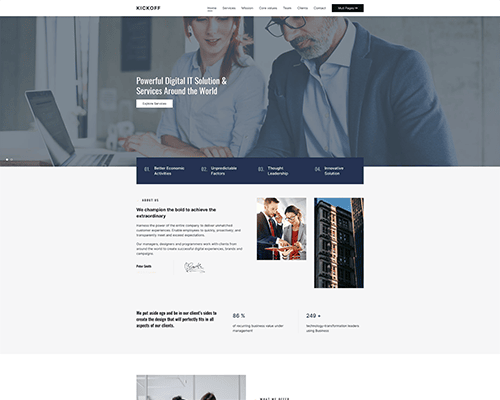 KICKOFF
Home Services Mission Core values Team Clients Contact Multi Pages
Powerful Digital IT Solution &
Services Around the World
Explore Services
01. Better Economic
Activities
02. Unpredictable
Factors
03. Thought
Leadership
04. Innovative
Solution
ABOUT US
We champion the bold to achieve the
extraordinary
Harness the power of the entire company to deliver unmatched
customer experiences. Enable employees to quickly, proactively, and
transparently meet and exceed expectations.
Our managers, designers and programmers work with clients from
around the world to create successful digital experiences, brands and
campaigns.
Peter Smith
We put aside ego and be in our client's sides to
create the design that will perfectly fits in all
aspects of our clients.
86 %
of recurring business value under
management
249 +
technology-transformation leaders
using Business
WHAT WE OFFER